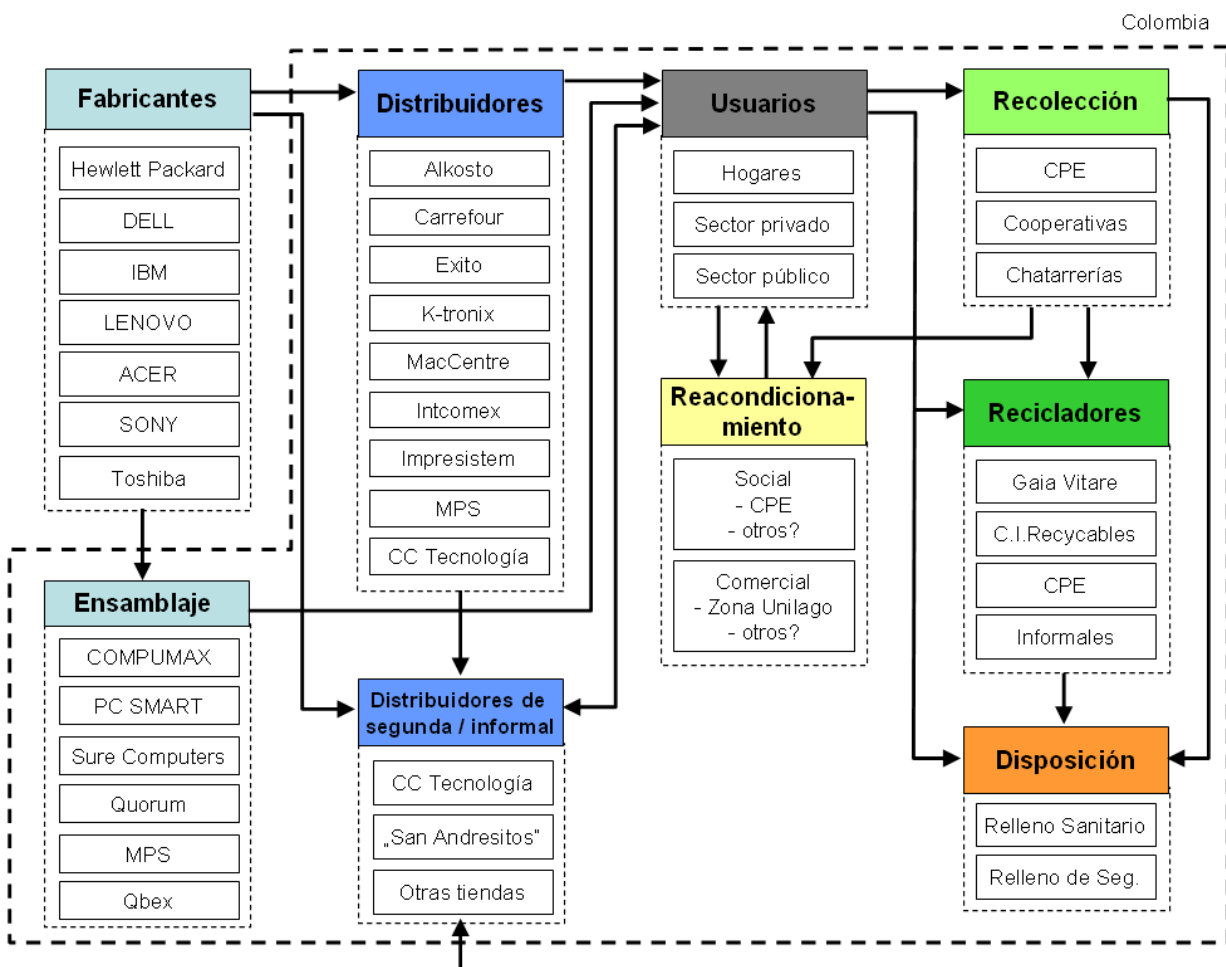 Colombia
Fabricantes
Hewlett Packard
DELL
IBM
LENOVO
ACER
SONY
Toshiba
Ensamblaje
COMPUMAX
PC SMART
Sure Computers
Quorum
MPS
Qbex
Distribuidores
Alkosto
Carrefour
Exito
K-tronix
MacCentre
Intcomex
Impresistem
MPS
CC Tecnología
Distribuidores de
segunda / informal
CC Tecnología
„San Andresitos"
Otras tiendas
Usuarios
Hogares
Sector privado
Sector público
Reacondiciona-
miento
Social
- CPE
- otros?
Comercial
- Zona Unilago
- otros?
Recolección
CPE
Cooperativas
Chatarrerías
Recicladores
Gaia Vitare
C.I.Recycables
CPE
Informales
Disposición
Relleno Sanitario
Relleno de Seg.